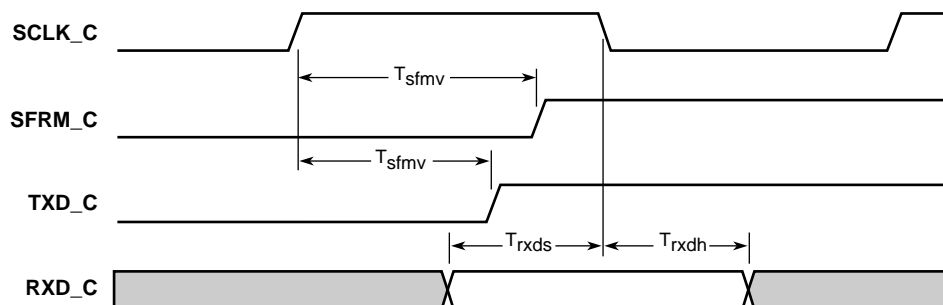 SCLK_C
Tsfmv
SFRM_C
Tsfmv
TXD_C
Trxds
Trxdh
RXD_C